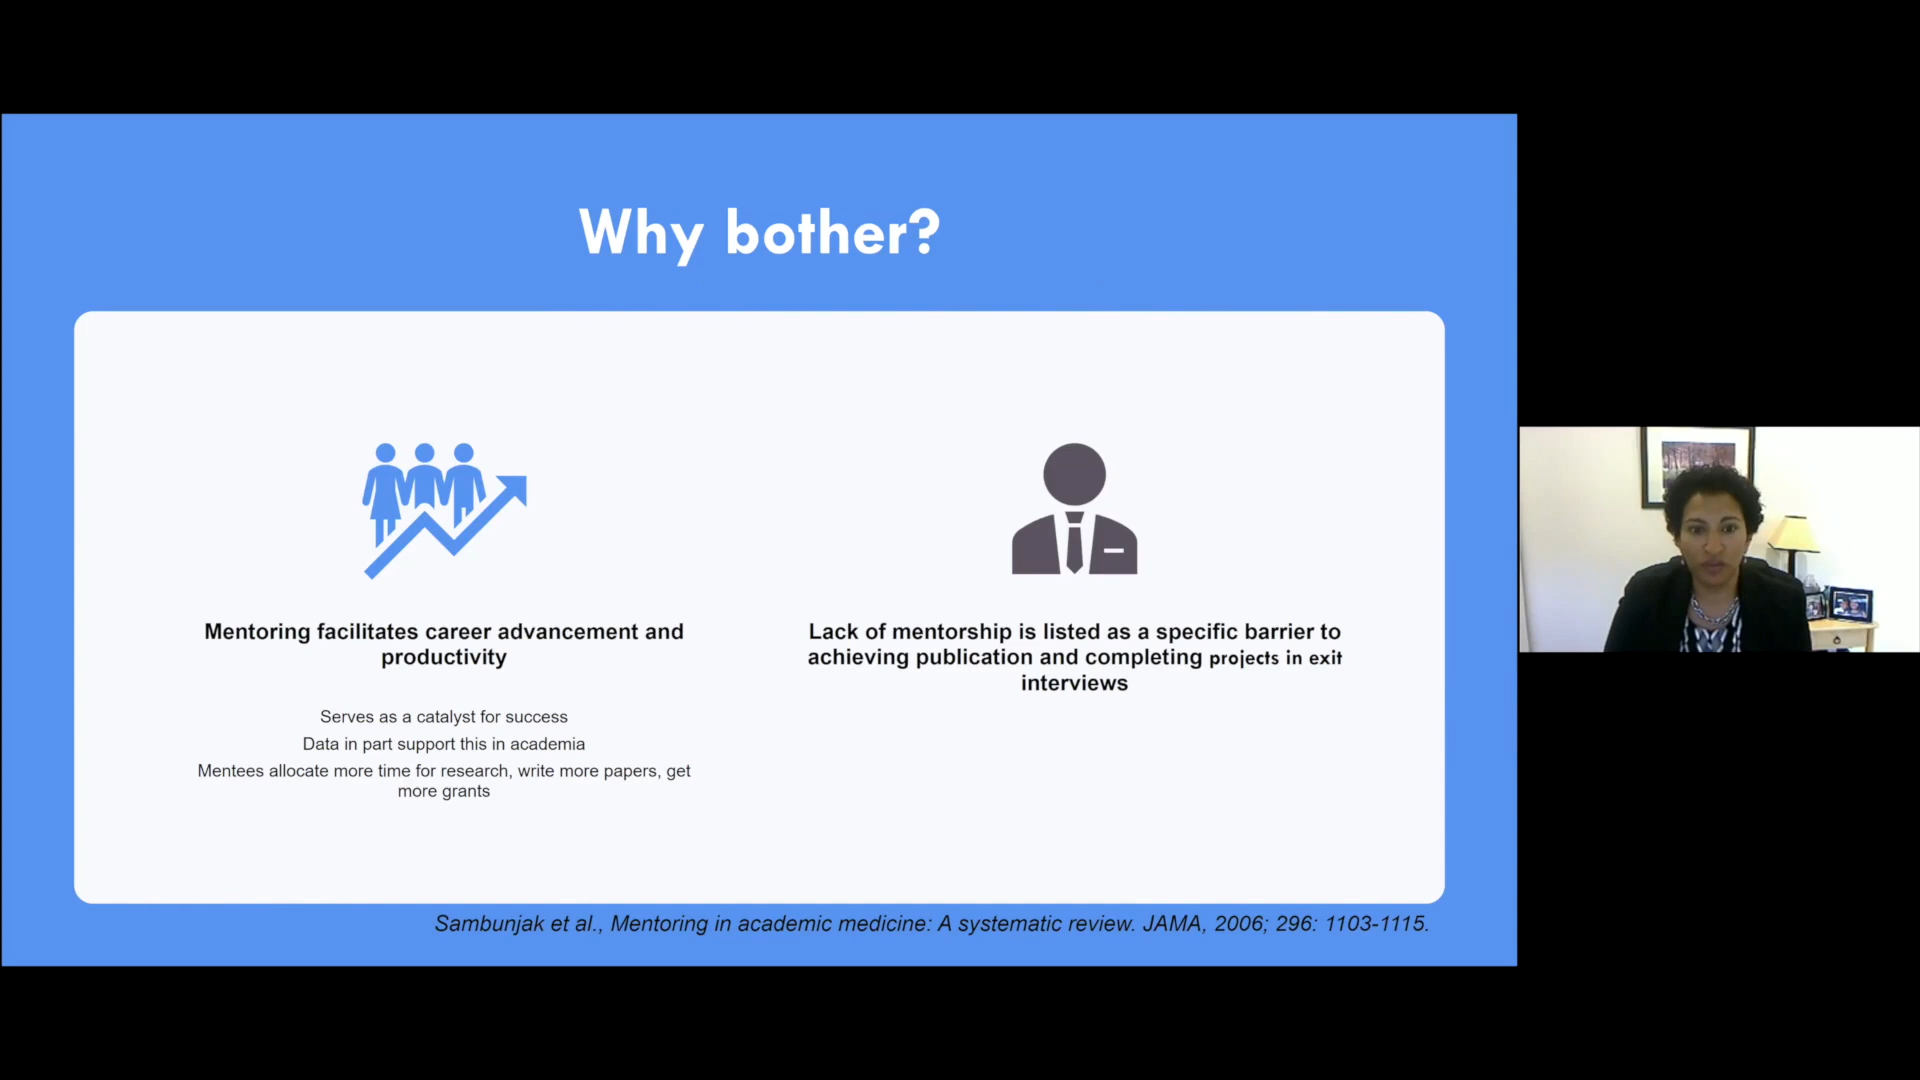 Why bother?
Mentoring facilitates career advancement and
productivity
Serves as a catalyst for success
Data in part support this in academia
Mentees allocate more time for research, write more papers, get
more grants
Lack of mentorship is listed as a specific barrier to
achieving publication and completing projects in exit
interviews
Sambunjak et al., Mentoring in academic medicine: A systematic review. JAMA, 2006; 296: 1103-1115.